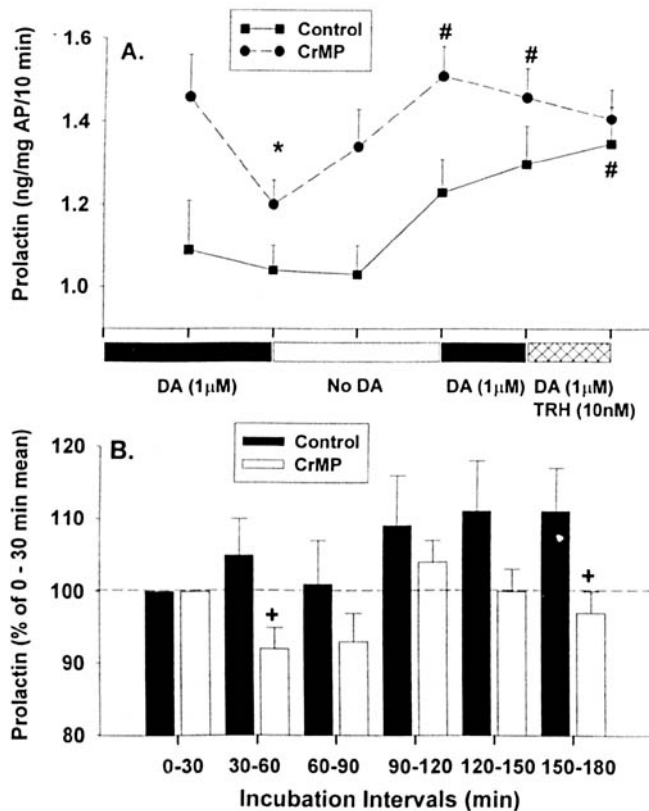 1.6
A.
Control
CrMP
#
#
1.4
*
#
1.2
1.0
Prolactin (ng/mg AP/10 min)
DA (1μM)
No DA
DA (1μM)
DA (1μM)
TRH (10nM)
120
B.
Control
CrMP
110
100
+
+
90
80
Prolactin (% of 0 - 30 min mean)
0-30 30-60 60-90 90-120 120-150 150-180
Incubation Intervals (min)